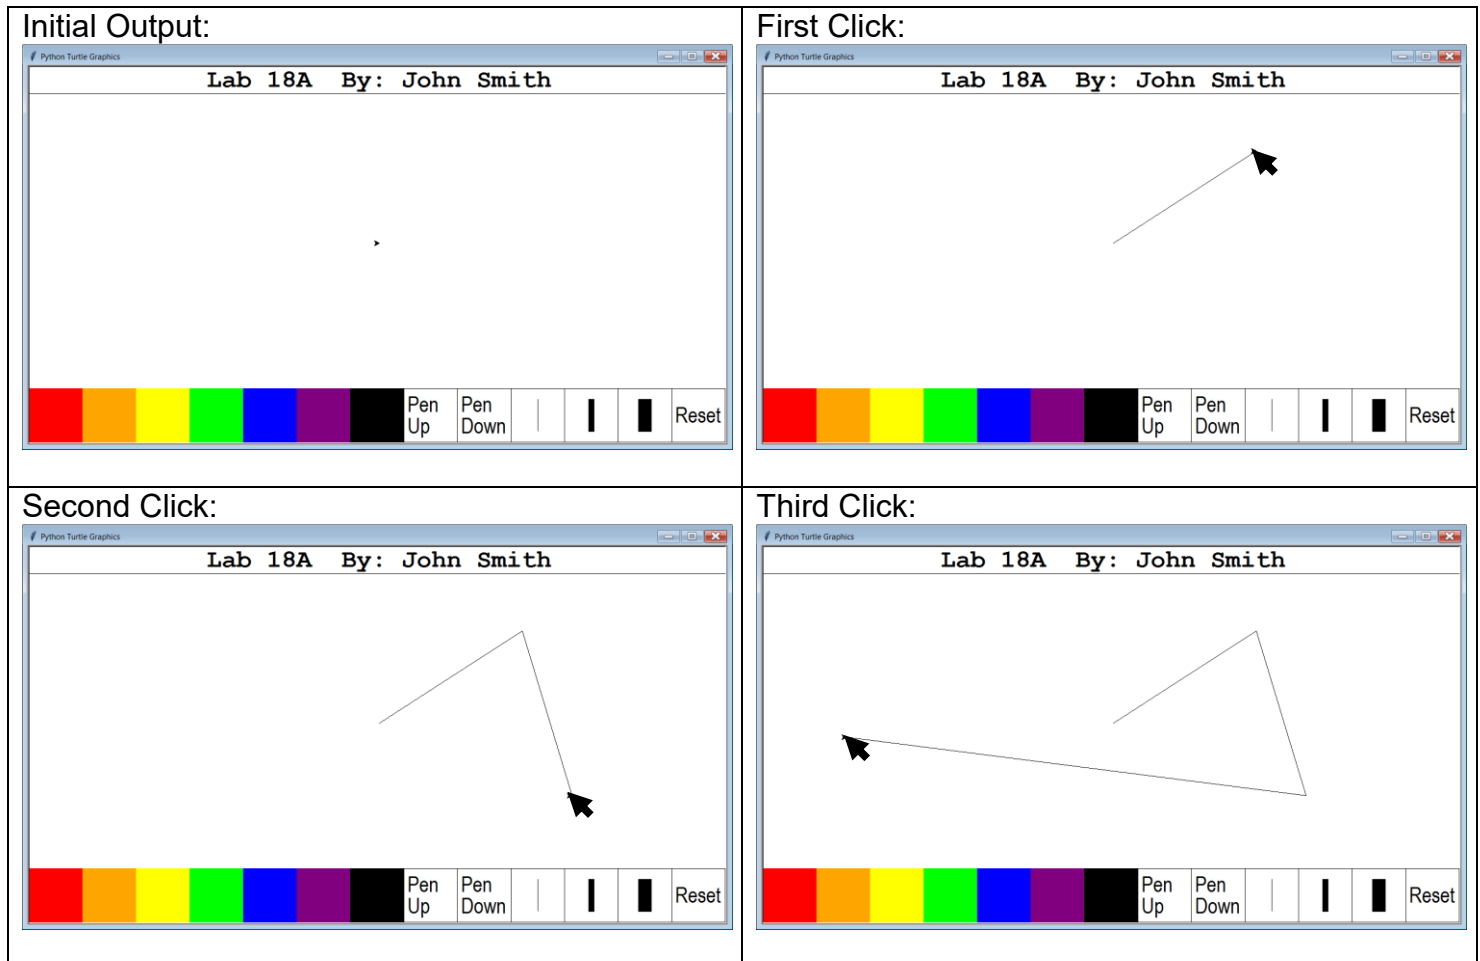 Initial Output:
Python Turtle Graphics
Lab 18A  By: John Smith
Pen Pen
Up Down Reset
First Click:
Python Turtle Graphics
Lab 18A  By: John Smith
Pen Pen
Up Down Reset
Second Click:
Python Turtle Graphics
Lab 18A  By: John Smith
Pen Pen
Up Down Reset
Third Click:
Python Turtle Graphics
Lab 18A  By: John Smith
Pen Pen
Up Down Reset